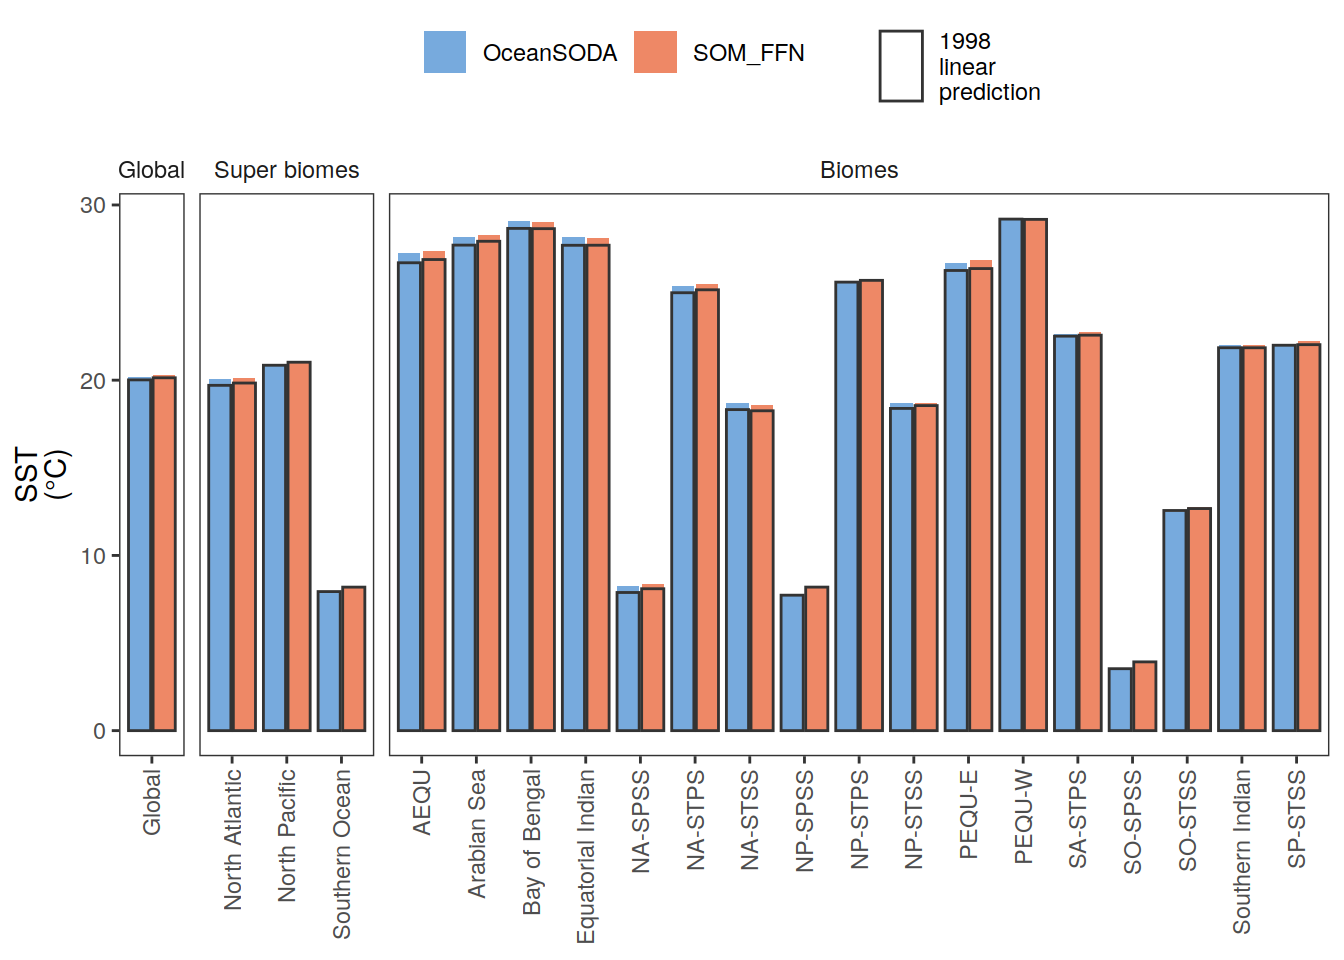 OceanSODA
SOM_FFN
1998
linear
prediction
Global
Super biomes
Biomes
SST
(°C)
30
20
10
0
Global
North Atlantic
North Pacific
Southern Ocean
AEQU
Arabian Sea
Bay of Bengal
Equatorial Indian
NA-SPSS
NA-STPS
NA-STSS
NP-SPSS
NP-STPS
NP-STSS
PEQU-E
PEQU-W
SA-STPS
SO-SPSS
SO-STSS
Southern Indian
SP-STSS